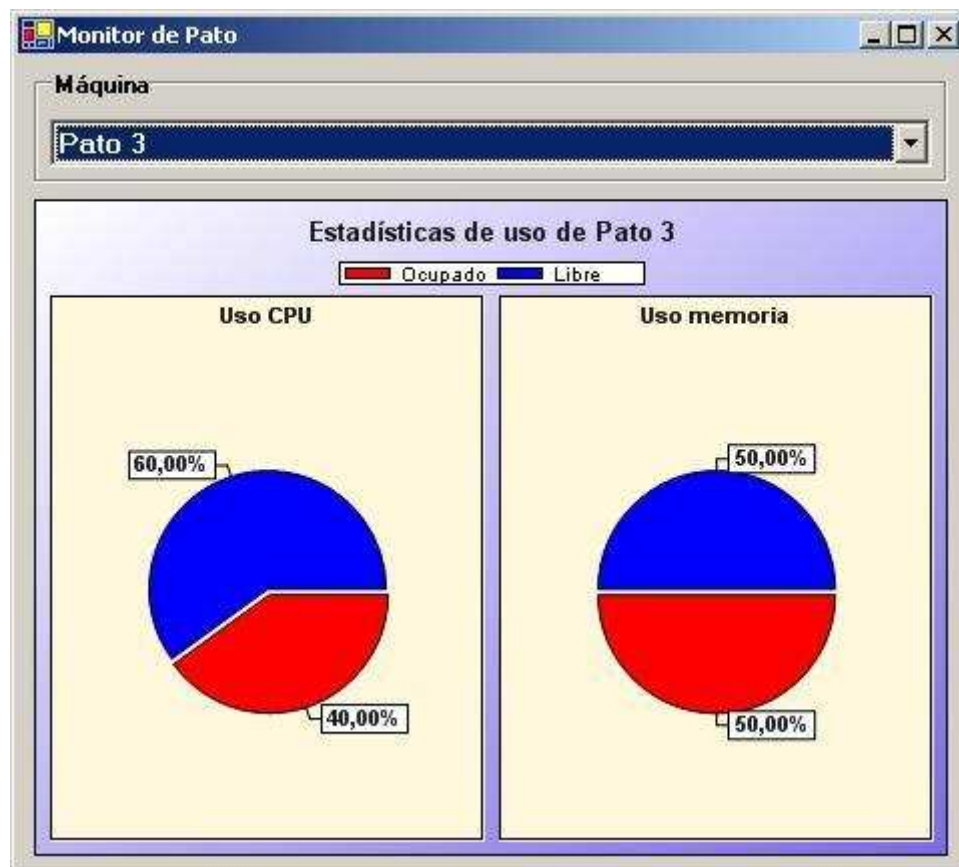 Monitor de Pato
Máquina
Pato 3
Estadísticas de uso de Pato 3
Ocupado Libre
Uso CPU
60,00%
40,00%
Uso memoria
50,00%
50,00%